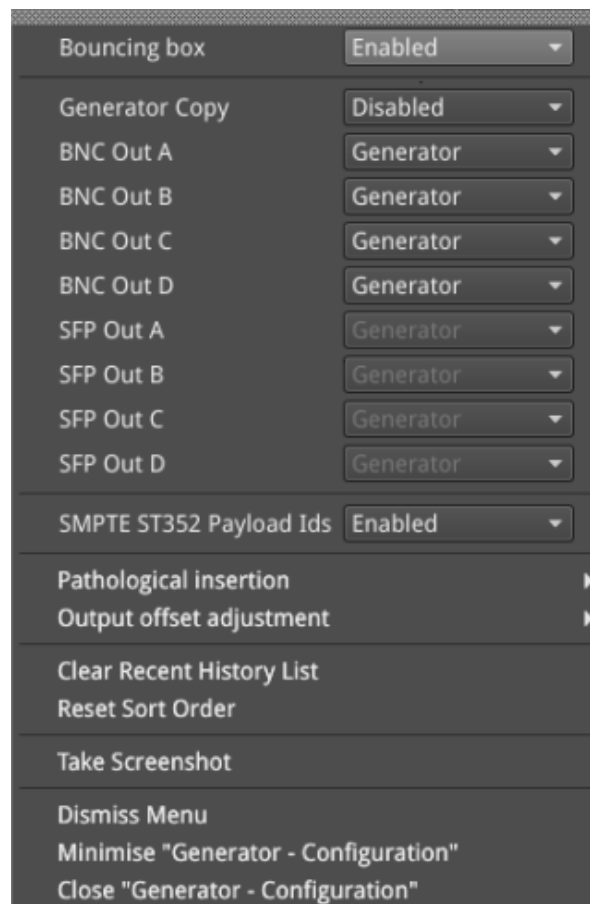 Bouncing box Enabled
Generator Copy Disabled
BNC Out A Generator
BNC Out B Generator
BNC Out C Generator
BNC Out D Generator
SFP Out A Generator
SFP Out B Generator
SFP Out C Generator
SFP Out D Generator
SMPTE ST352 Payload Ids Enabled
Pathological insertion
Output offset adjustment
Clear Recent History List
Reset Sort Order
Take Screenshot
Dismiss Menu
Minimise "Generator - Configuration"
Close "Generator - Configuration"